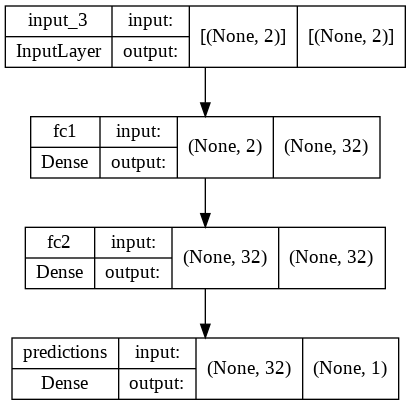 input_3 input: [(None, 2)] [(None, 2)]
InputLayer output:
fc1 input: (None, 2) (None, 32)
Dense output:
fc2 input: (None, 32) (None, 32)
Dense output:
predictions input: (None, 32) (None, 1)
Dense output: